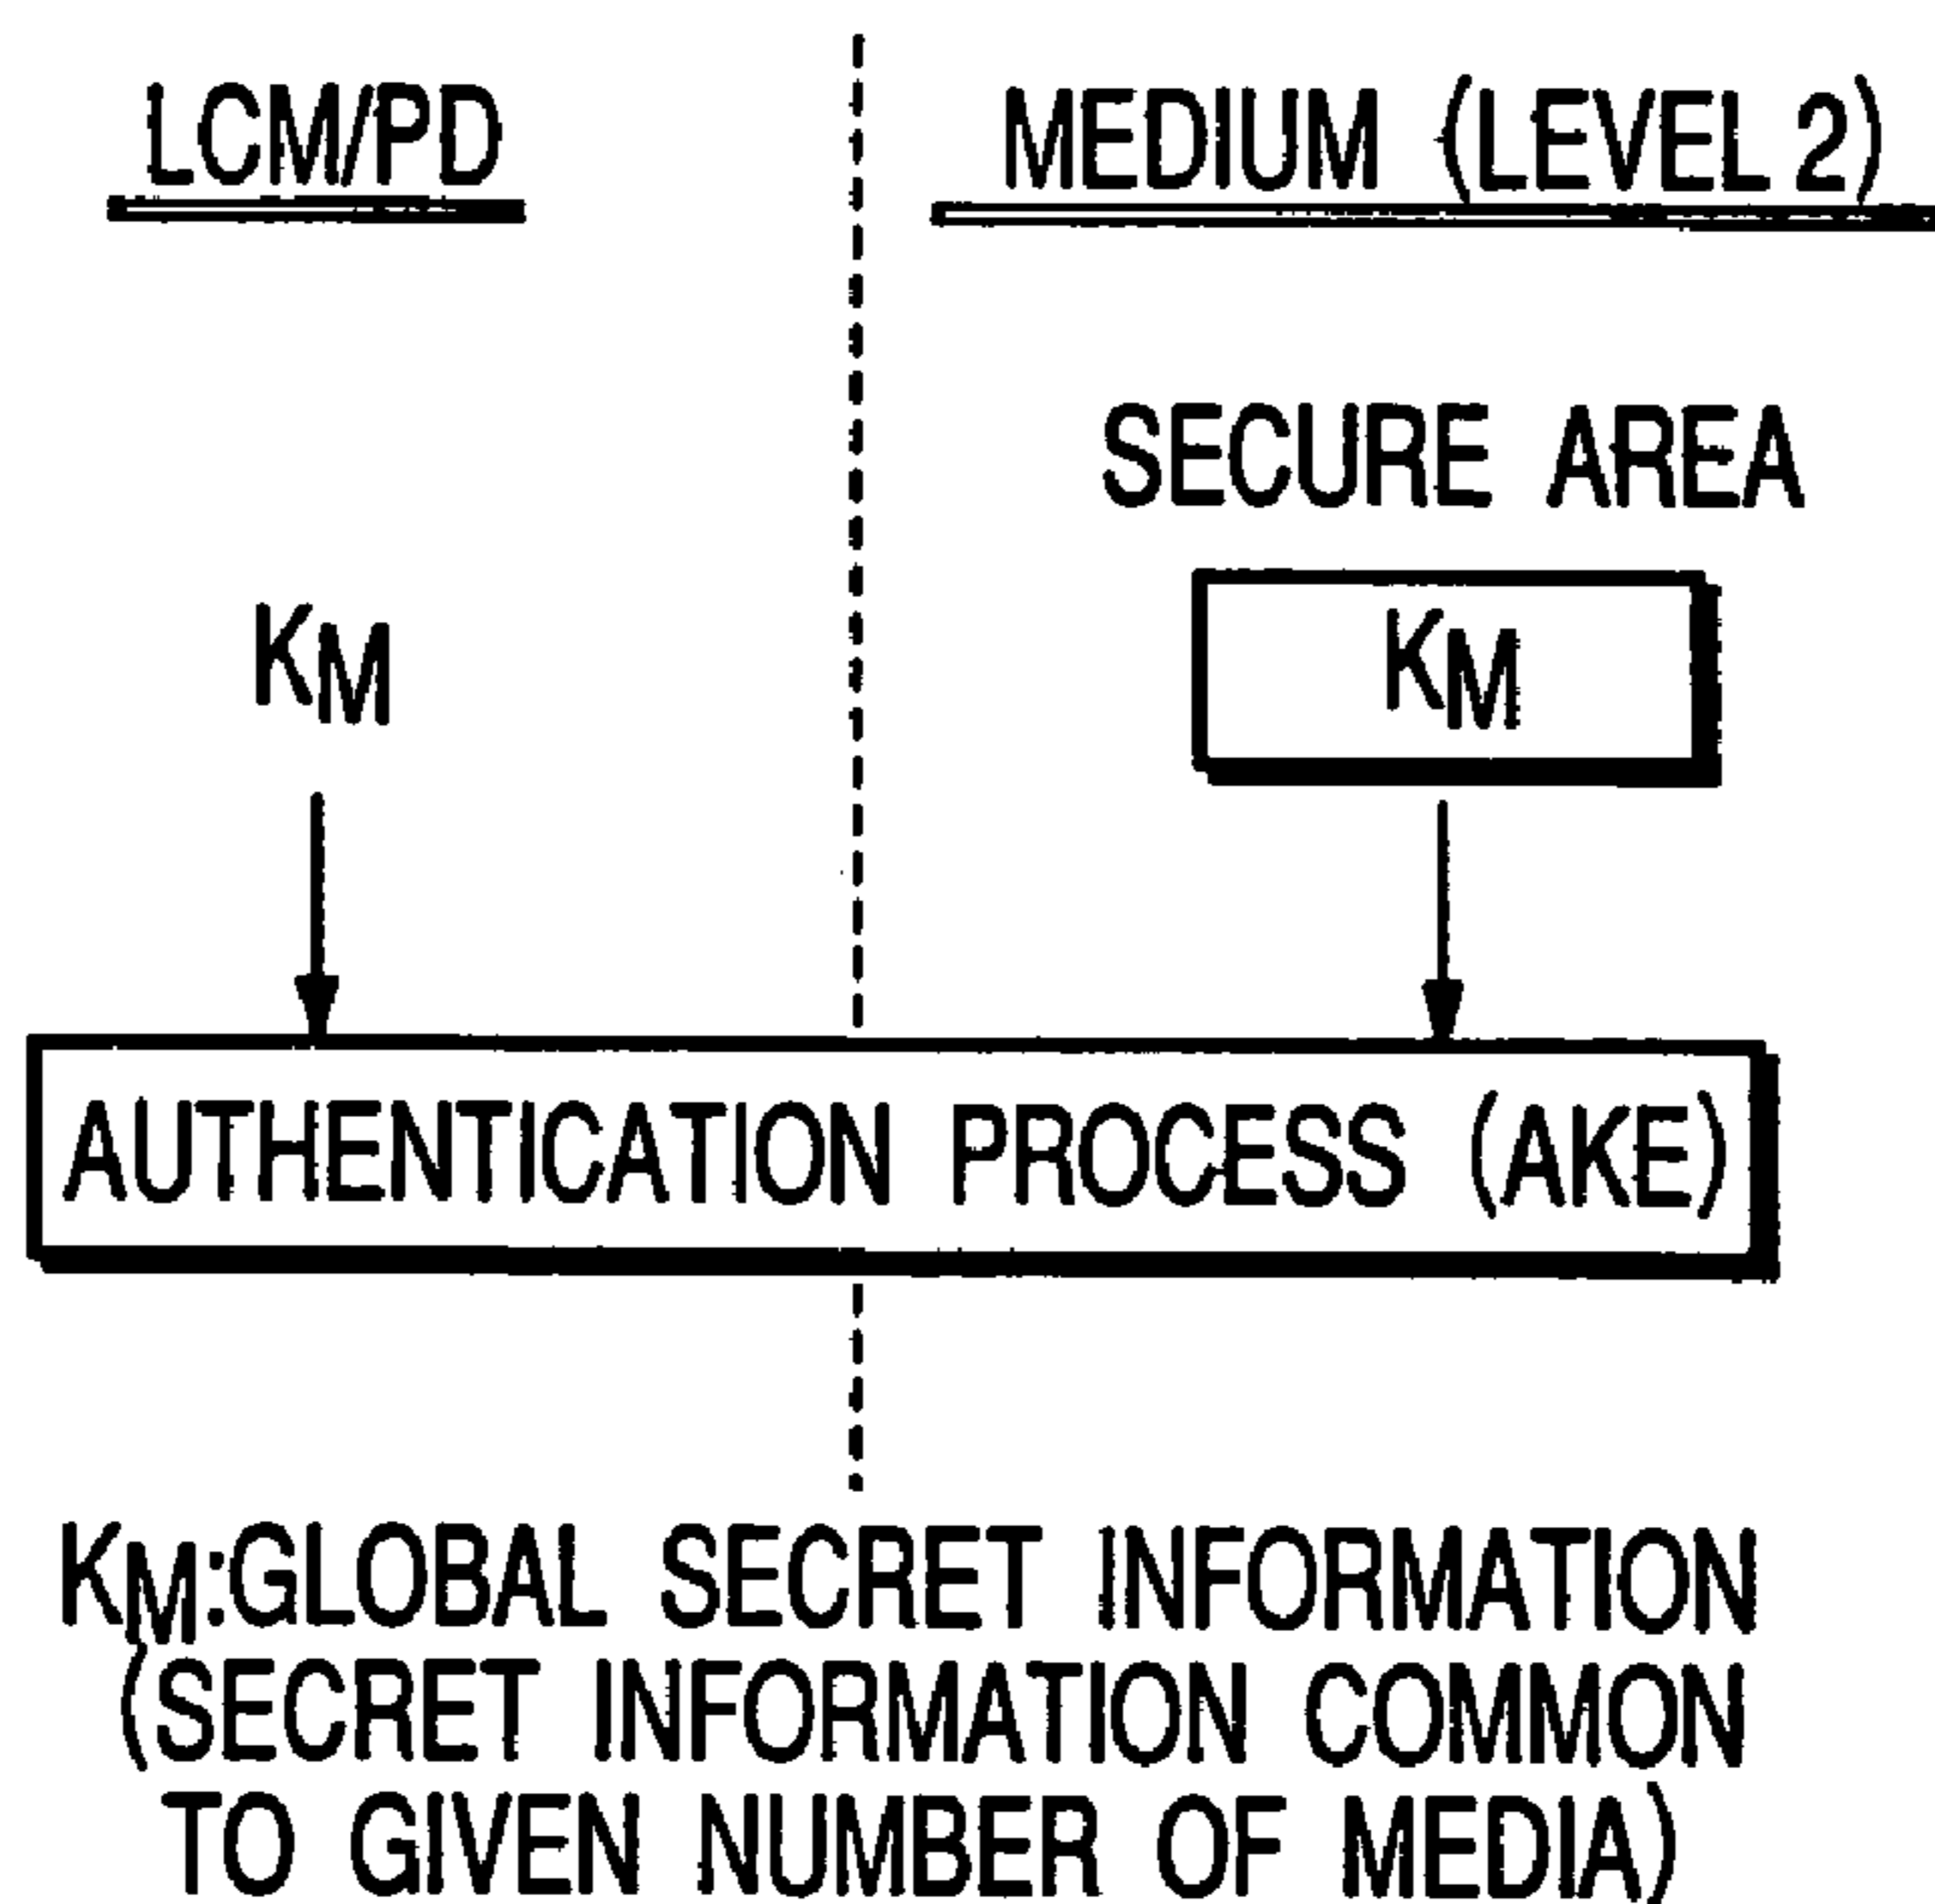 LCM/PD
MEDIUM (LEVEL 2)
SECURE AREA
KM
KM
AUTHENTICATION PROCESS (AKE)
KM:GLOBAL SECRET INFORMATION
(SECRET INFORMATION COMMON
TO GIVEN NUMBER OF MEDIA)